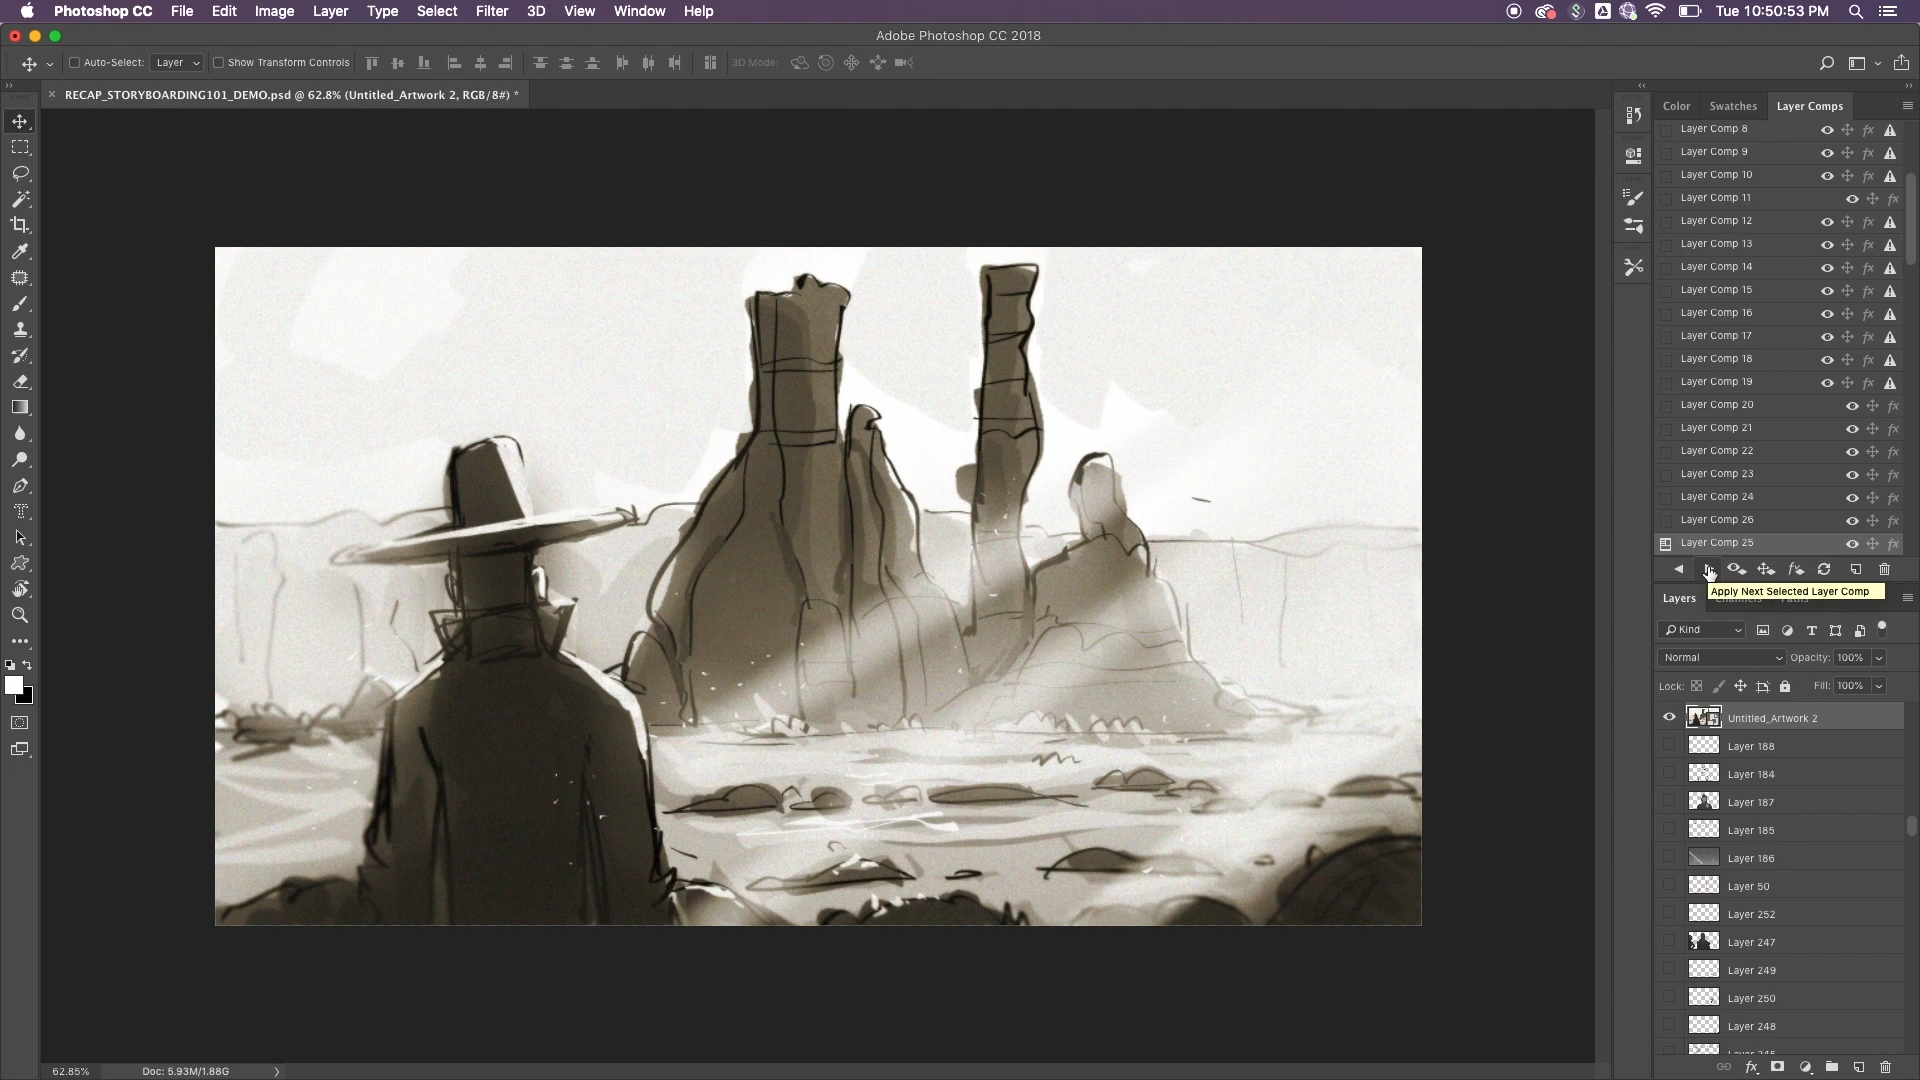 Photoshop CC File Edit Image Layer Type Select Filter 3D View Window Help Tue 10:50:53 PM
Adobe Photoshop CC 2018
Auto-Select: Layer Show Transform Controls 3D Mode:
RECAP_STORYBOARDING101_DEMO.psd @ 62.8% (Untitled_Artwork 2, RGB/8#) *
Color Swatches Layer Comps
Layer Comp 8
Layer Comp 9
Layer Comp 10
Layer Comp 11
Layer Comp 12
Layer Comp 13
Layer Comp 14
Layer Comp 15
Layer Comp 16
Layer Comp 17
Layer Comp 18
Layer Comp 19
Layer Comp 20
Layer Comp 21
Layer Comp 22
Layer Comp 23
Layer Comp 24
Layer Comp 26
Layer Comp 25
Apply Next Selected Layer Comp
Layers
Kind
Normal Opacity: 100%
Lock: Fill: 100%
Untitled_Artwork 2
Layer 188
Layer 184
Layer 187
Layer 185
Layer 186
Layer 50
Layer 252
Layer 247
Layer 249
Layer 250
Layer 248
62.85% Doc: 5.93M/1.88G